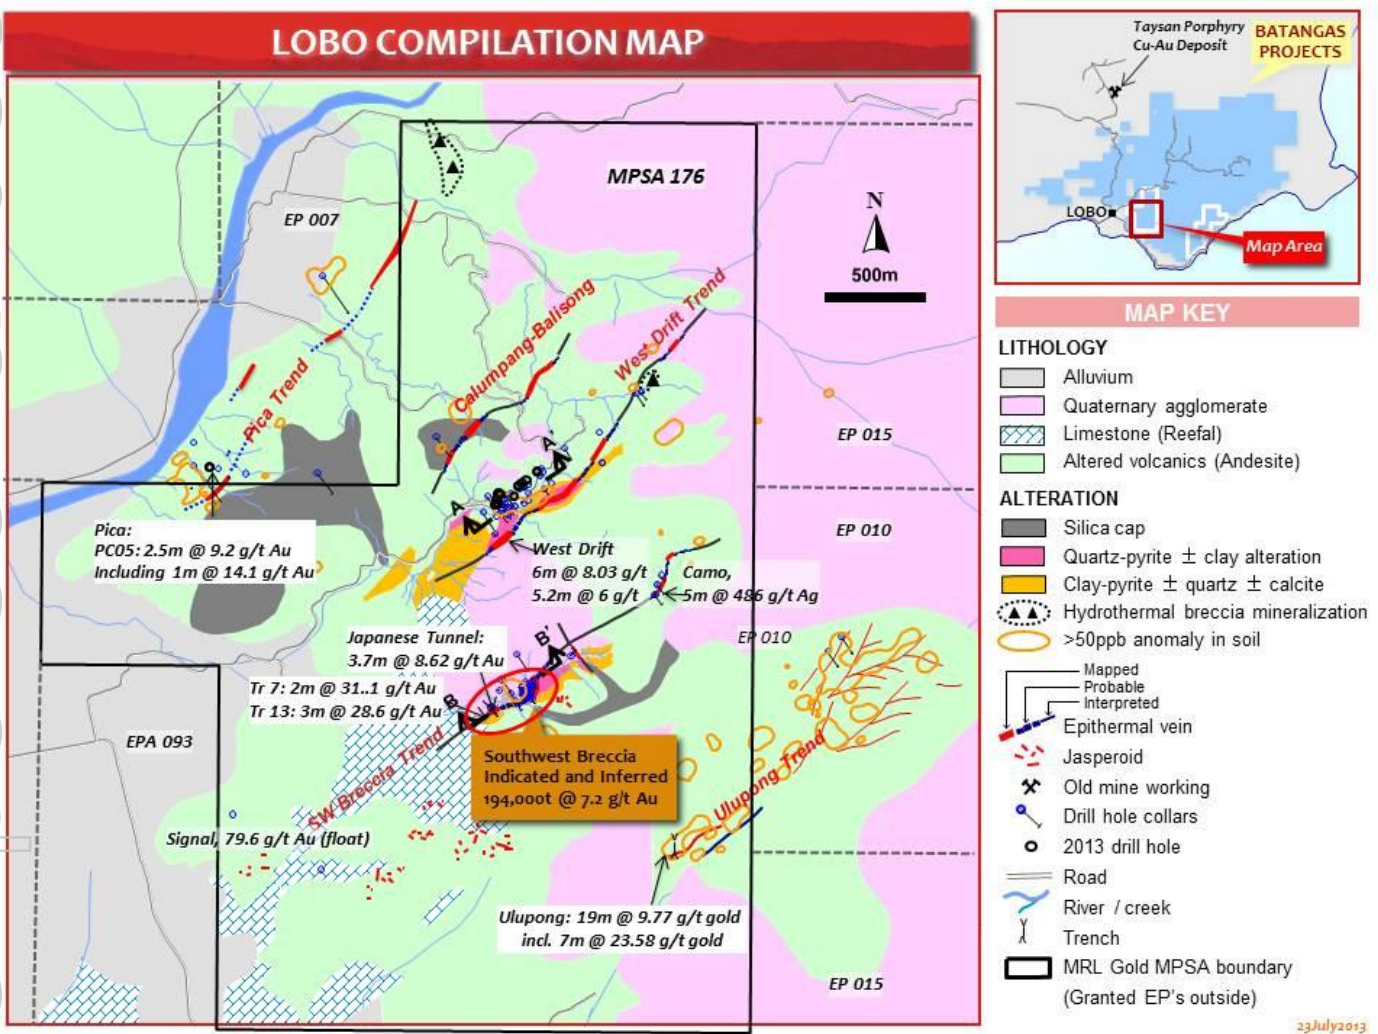 LOBO COMPILATION MAP
Taysan Porphyry
Cu-Au Deposit
BATANGAS
PROJECTS
LOBO
Map Area
MPSA 176
EP 007
N
500m
Calumpang-Balisong
West Drift Trend
Pica Trend
EP 015
A'
A
EP 010
Pica:
PC05: 2.5m @ 9.2 g/t Au
Including 1m @ 14.1 g/t Au
West Drift
6m @ 8.03 g/t
5.2m @ 6 g/t
Camo,
5m @ 486 g/t Ag
EP 010
Japanese Tunnel:
3.7m @ 8.62 g/t Au
B'
B
Tr 7: 2m @ 31..1 g/t Au
Tr 13: 3m @ 28.6 g/t Au
EPA 093
SW Breccia Trend
Southwest Breccia
Indicated and Inferred
194,000t @ 7.2 g/t Au
Ulupong Trend
Signal, 79.6 g/t Au (float)
Ulupong: 19m @ 9.77 g/t gold
incl. 7m @ 23.58 g/t gold
EP 015
MAP KEY
LITHOLOGY
Alluvium
Quaternary agglomerate
Limestone (Reefal)
Altered volcanics (Andesite)
ALTERATION
Silica cap
Quartz-pyrite ± clay alteration
Clay-pyrite ± quartz ± calcite
Hydrothermal breccia mineralization
>50ppb anomaly in soil
Mapped
Probable
Interpreted
Epithermal vein
Jasperoid
Old mine working
Drill hole collars
2013 drill hole
Road
River / creek
Trench
MRL Gold MPSA boundary
(Granted EP's outside)
23July2013